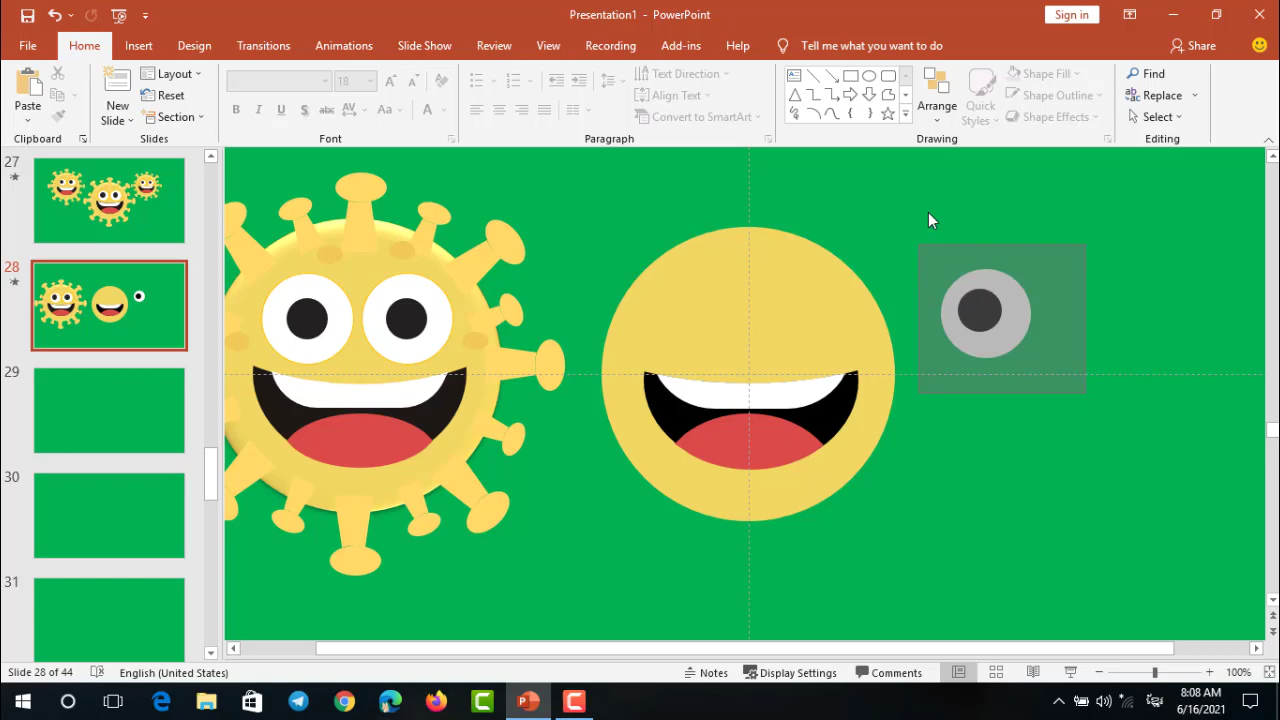 Presentation1 - PowerPoint
Sign in
File Home Insert Design Transitions Animations Slide Show Review View Recording Add-ins Help Tell me what you want to do Share
Paste
Clipboard
New
Slide
Layout
Reset
Section
Slides
18
B I U S abc AV Aa A
Font
Text Direction
Align Text
Convert to SmartArt
Paragraph
Arrange
Quick
Styles
Shape Fill
Shape Outline
Shape Effects
Drawing
Find
Replace
Select
Editing
27
28
29
30
31
Slide 28 of 44 English (United States) Notes Display Settings Comments 100%
8:08 AM
6/16/2021